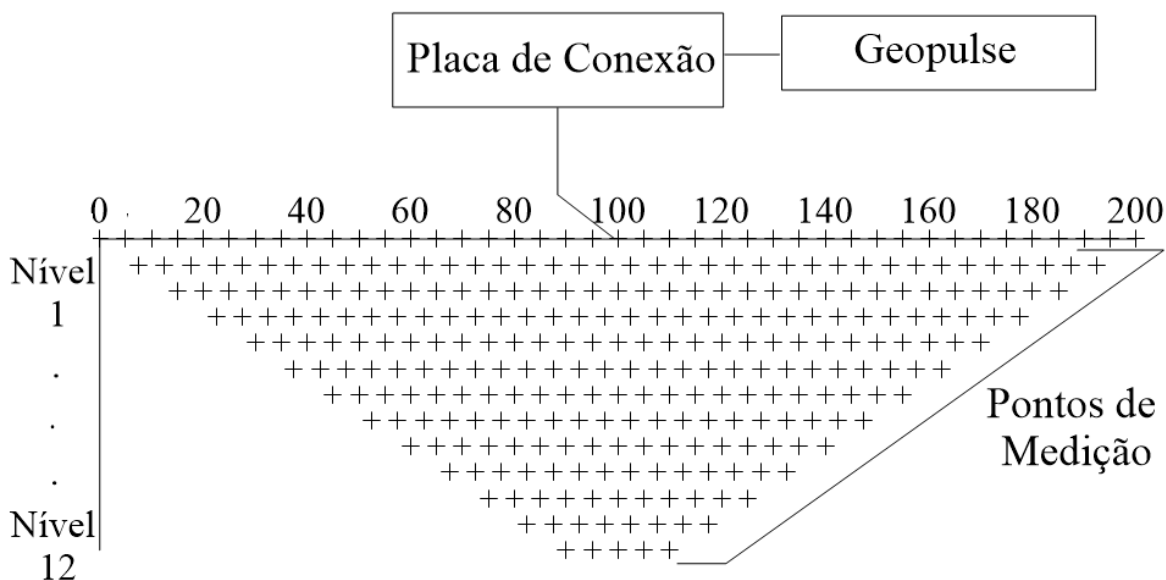 Placa de Conexão
Geopulse
0 20 40 60 80 100 120 140 160 180 200
Nível
1
.
.
.
Nível
12
Pontos de
Medição